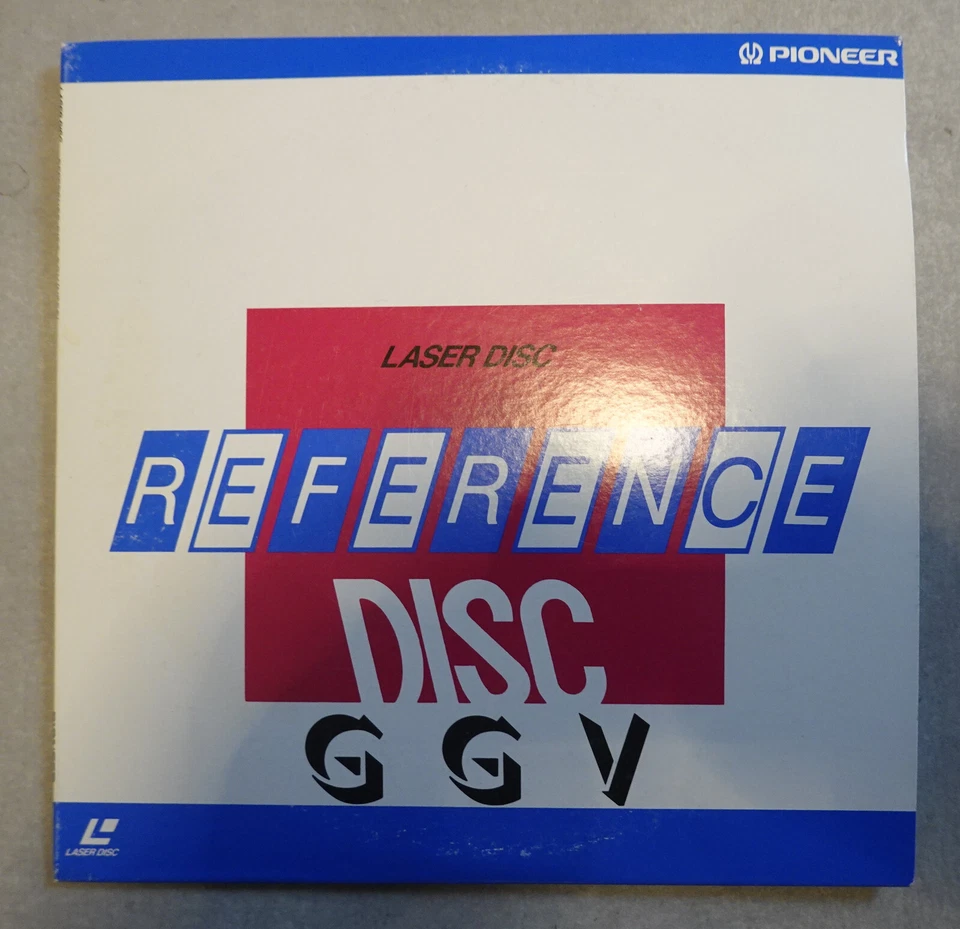 PIONEER
LASER DISC
REFERENCE
DISC
GGV
LASER DISC